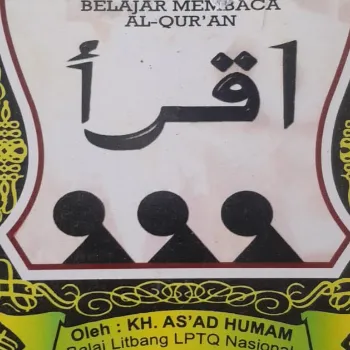 BELAJAR MEMBACA
AL-QUR'AN
اقرأ
Oleh : KH. AS'AD HUMAM
Balai Litbang LPTQ Nasional